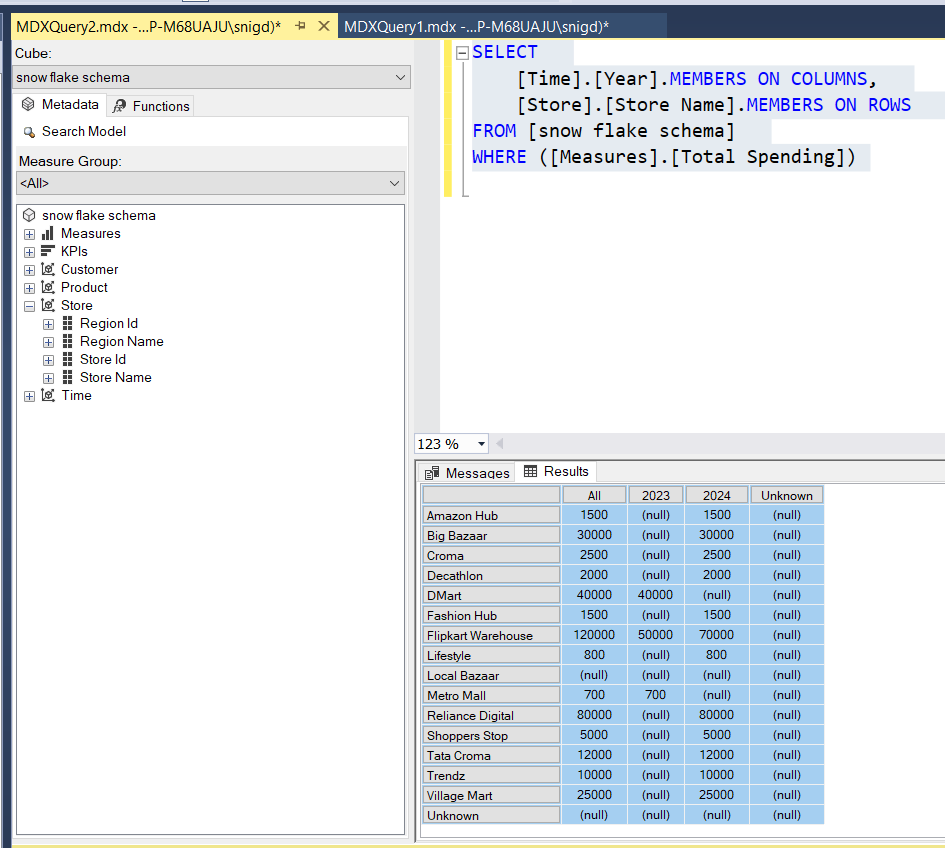 MDXQuery2.mdx -...P-M68UAJU\snigd)*
MDXQuery1.mdx -...P-M68UAJU\snigd)*
Cube:
snow flake schema
Metadata
Functions
Search Model
Measure Group:
<All>
snow flake schema
Measures
KPIs
Customer
Product
Store
Region Id
Region Name
Store Id
Store Name
Time
SELECT
[Time].[Year].MEMBERS ON COLUMNS,
[Store].[Store Name].MEMBERS ON ROWS
FROM [snow flake schema]
WHERE ([Measures].[Total Spending])
123 %
Messages
Results
All 2023 2024 Unknown
Amazon Hub 1500 (null) 1500 (null)
Big Bazaar 30000 (null) 30000 (null)
Croma 2500 (null) 2500 (null)
Decathlon 2000 (null) 2000 (null)
DMart 40000 40000 (null) (null)
Fashion Hub 1500 (null) 1500 (null)
Flipkart Warehouse 120000 50000 70000 (null)
Lifestyle 800 (null) 800 (null)
Local Bazaar (null) (null) (null) (null)
Metro Mall 700 700 (null) (null)
Reliance Digital 80000 (null) 80000 (null)
Shoppers Stop 5000 (null) 5000 (null)
Tata Croma 12000 (null) 12000 (null)
Trendz 10000 (null) 10000 (null)
Village Mart 25000 (null) 25000 (null)
Unknown (null) (null) (null) (null)